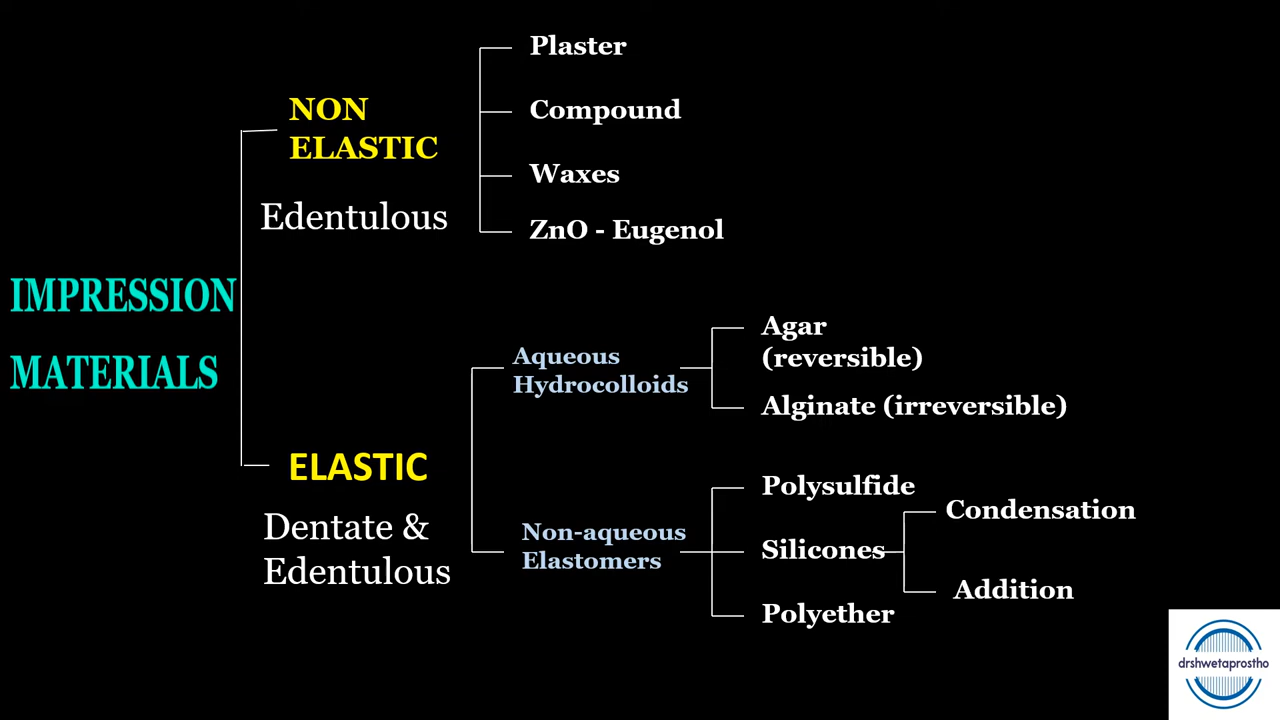 IMPRESSION
MATERIALS
NON
ELASTIC
Edentulous
Plaster
Compound
Waxes
ZnO - Eugenol
ELASTIC
Dentate &
Edentulous
Aqueous
Hydrocolloids
Agar
(reversible)
Alginate (irreversible)
Non-aqueous
Elastomers
Polysulfide
Silicones
Condensation
Addition
Polyether
drshwetaprostho